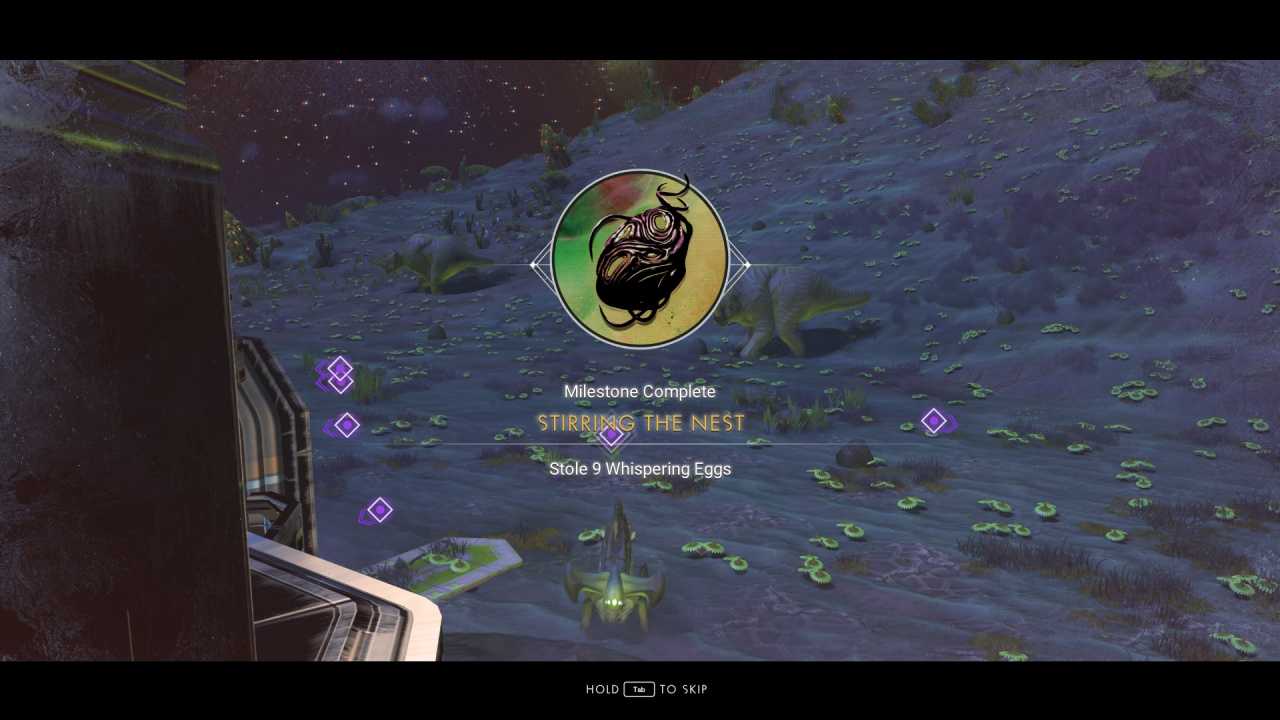 Milestone Complete
STIRRING THE NEST
Stole 9 Whispering Eggs
HOLD Tab TO SKIP